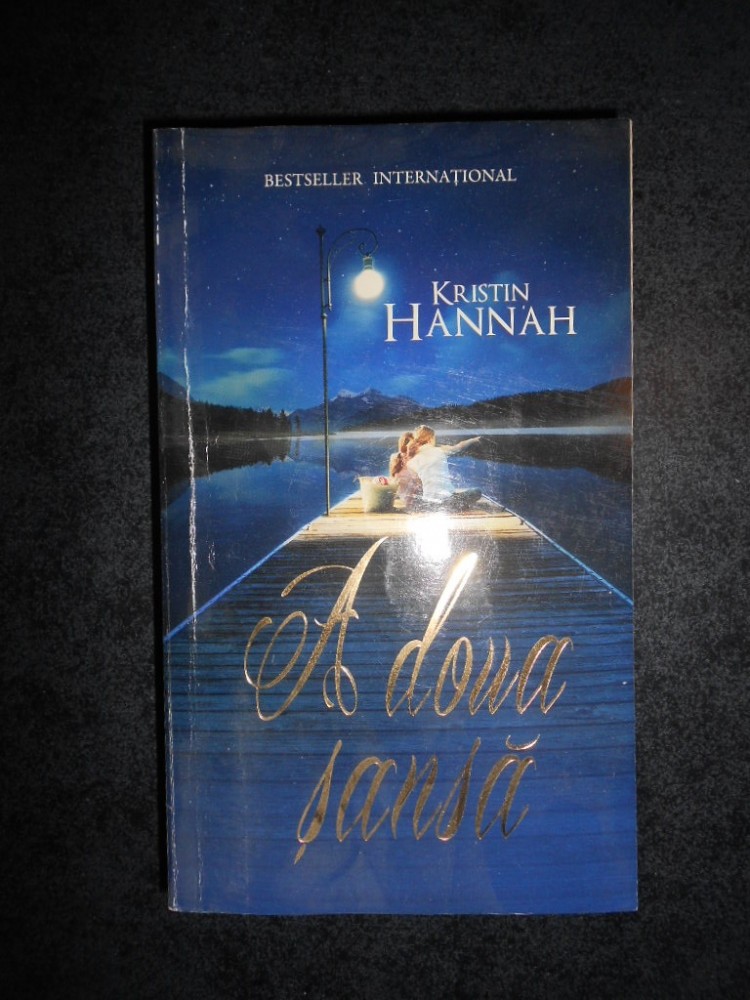 BESTSELLER INTERNAȚIONAL
KRISTIN
HANNAH
A doua
șansă